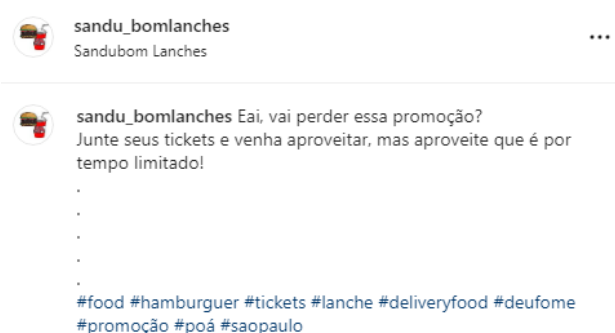 sandu_bomlanches
Sandubom Lanches
sandu_bomlanches Eai, vai perder essa promoção?
Junte seus tickets e venha aproveitar, mas aproveite que é por
tempo limitado!
.
.
.
.
.
#food #hamburguer #tickets #lanche #deliveryfood #deufome
#promoção #poá #saopaulo